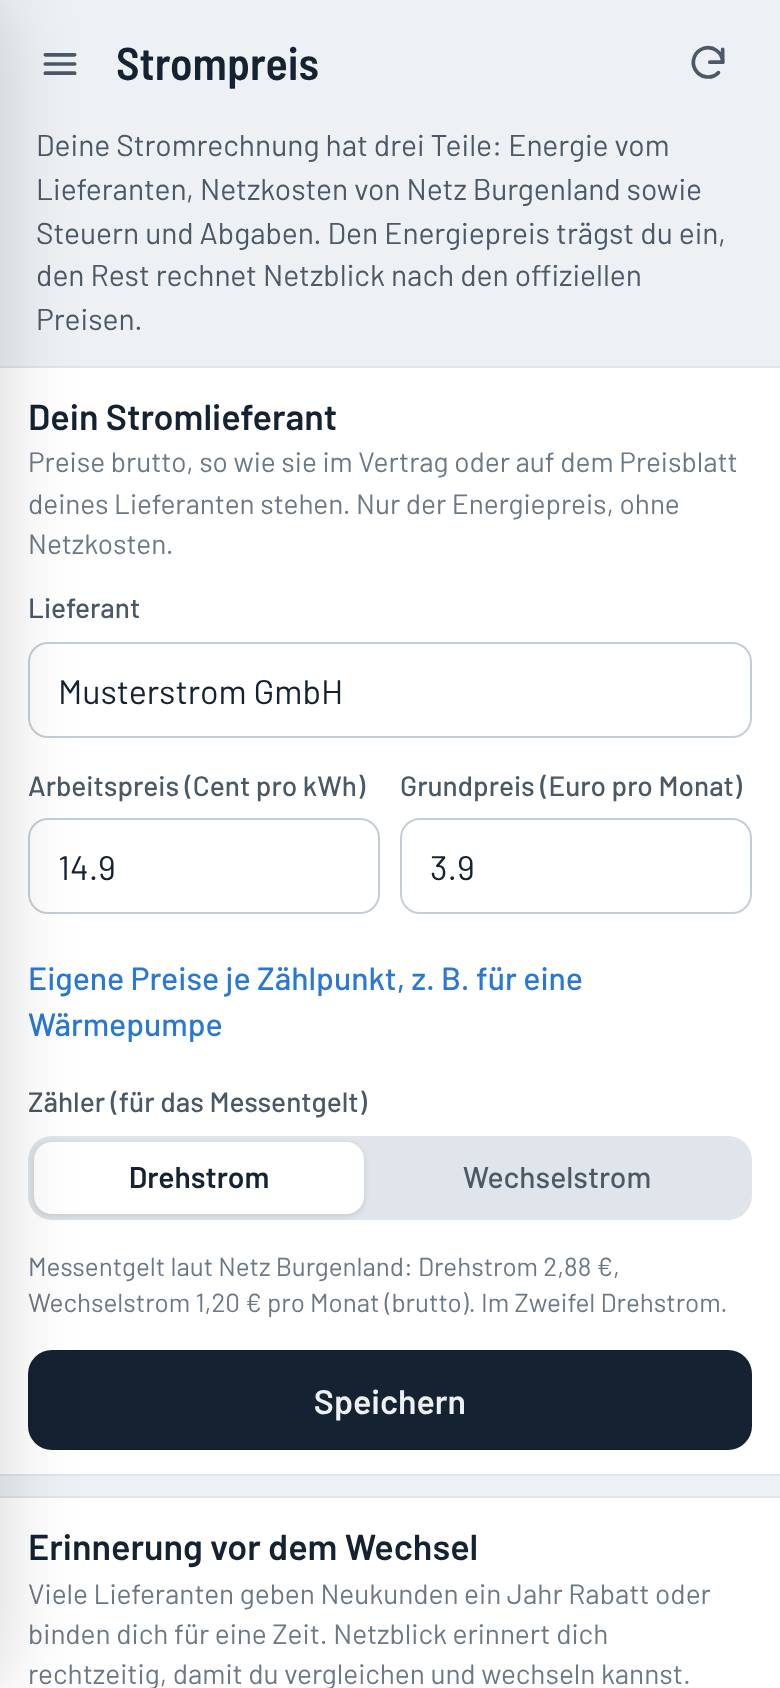 Strompreis
Deine Stromrechnung hat drei Teile: Energie vom
Lieferanten, Netzkosten von Netz Burgenland sowie
Steuern und Abgaben. Den Energiepreis trägst du ein,
den Rest rechnet Netzblick nach den offiziellen
Preisen.
Dein Stromlieferant
Preise brutto, so wie sie im Vertrag oder auf dem Preisblatt
deines Lieferanten stehen. Nur der Energiepreis, ohne
Netzkosten.
Lieferant
Musterstrom GmbH
Arbeitspreis (Cent pro kWh) Grundpreis (Euro pro Monat)
14.9 3.9
Eigene Preise je Zählpunkt, z. B. für eine
Wärmepumpe
Zähler (für das Messentgelt)
Drehstrom Wechselstrom
Messentgelt laut Netz Burgenland: Drehstrom 2,88 €,
Wechselstrom 1,20 € pro Monat (brutto). Im Zweifel Drehstrom.
Speichern
Erinnerung vor dem Wechsel
Viele Lieferanten geben Neukunden ein Jahr Rabatt oder
binden dich für eine Zeit. Netzblick erinnert dich
rechtzeitig, damit du vergleichen und wechseln kannst.